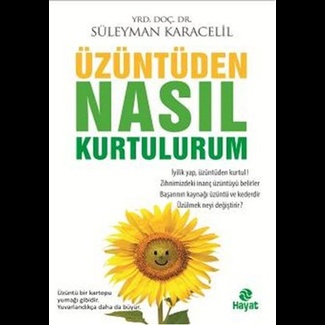 YRD. DOÇ. DR.
SÜLEYMAN KARACELİL
ÜZÜNTÜDEN
NASIL
KURTULURUM
İyilik yap, üzüntüden kurtul!
Zihnimizdeki inanç üzüntüyü belirler
Başarının kaynağı üzüntü ve kederdir
Üzülmek neyi değiştirir?
Üzüntü bir kartopu
yumağı gibidir.
Yuvarlandıkça daha da büyür.
Hayat